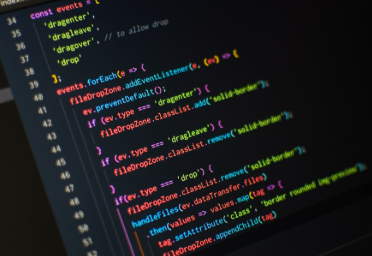 34 const events = [
35 'dragenter',
36 'dragleave',
37 'dragover', // to allow drop
38 'drop'
39 ];
40 events.forEach(e => {
41 fileDropZone.addEventListener(e, (ev) => {
42 ev.preventDefault();
43 if (ev.type === 'dragenter') {
44 fileDropZone.classList.add('solid-border');
45 }
46 if (ev.type === 'dragleave') {
47 fileDropZone.classList.remove('solid-border');
48 }
49 if(ev.type === 'drop') {
50 fileDropZone.classList.remove('solid-border');
51 handleFiles(ev.dataTransfer.files)
52 .then(values => values.map(tag => {
tag.setAttribute('class', 'border rounded img-preview');
fileDropZone.appendChild(tag)